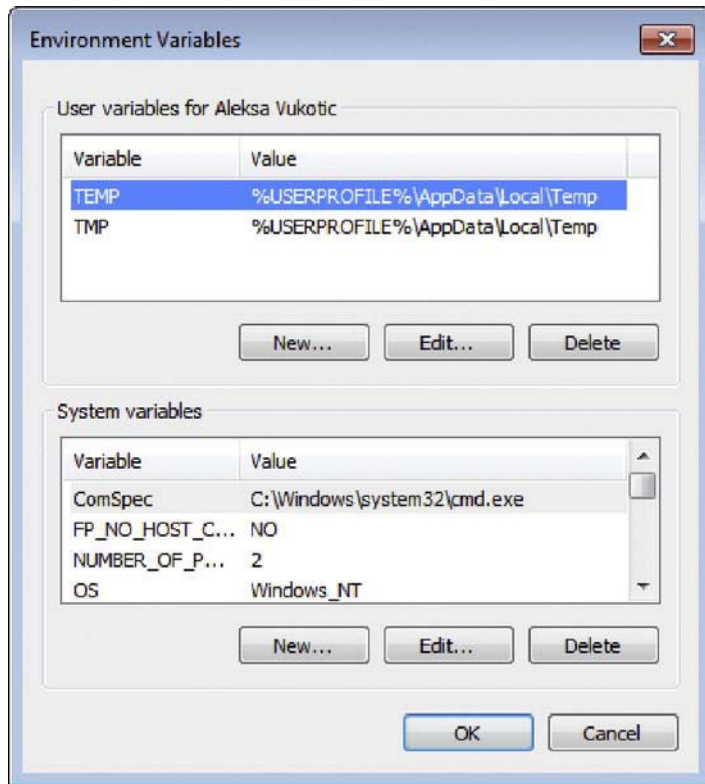 Environment Variables
User variables for Aleksa Vukotic
Variable Value
TEMP %USERPROFILE%\AppData\Local\Temp
TMP %USERPROFILE%\AppData\Local\Temp
New... Edit... Delete
System variables
Variable Value
ComSpec C:\Windows\system32\cmd.exe
FP_NO_HOST_C... NO
NUMBER_OF_P... 2
OS Windows_NT
New... Edit... Delete
OK Cancel